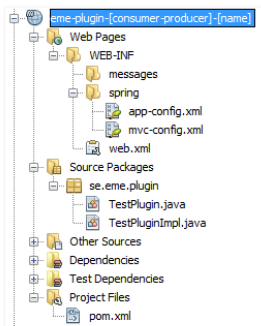 eme-plugin-[consumer-producer]-[name]
Web Pages
WEB-INF
messages
spring
app-config.xml
mvc-config.xml
web.xml
Source Packages
se.eme.plugin
TestPlugin.java
TestPluginImpl.java
Other Sources
Dependencies
Test Dependencies
Project Files
pom.xml